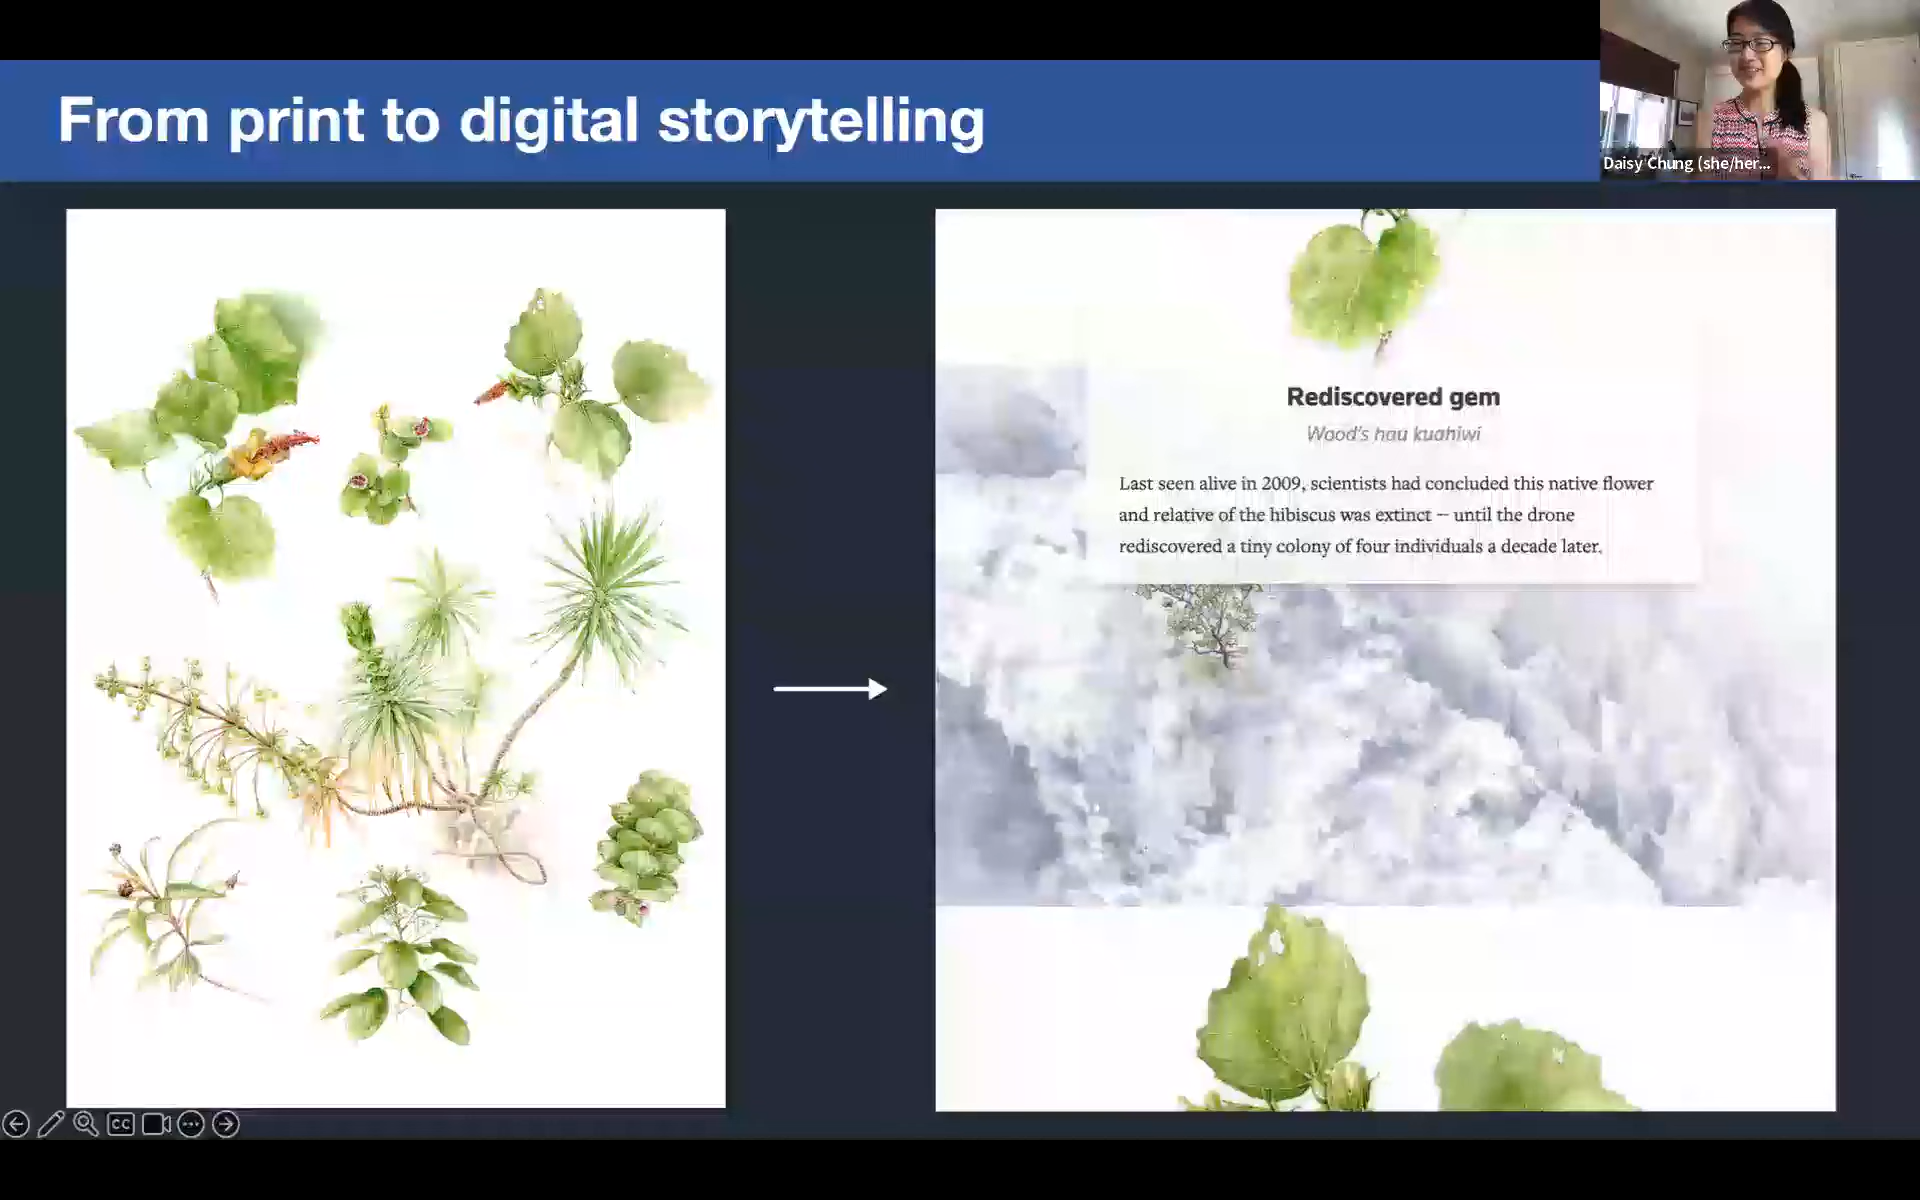 From print to digital storytelling
Daisy Chung (she/her...
Rediscovered gem
Wood's hau kuahiwi
Last seen alive in 2009, scientists had concluded this native flower
and relative of the hibiscus was extinct – until the drone
rediscovered a tiny colony of four individuals a decade later.
CC